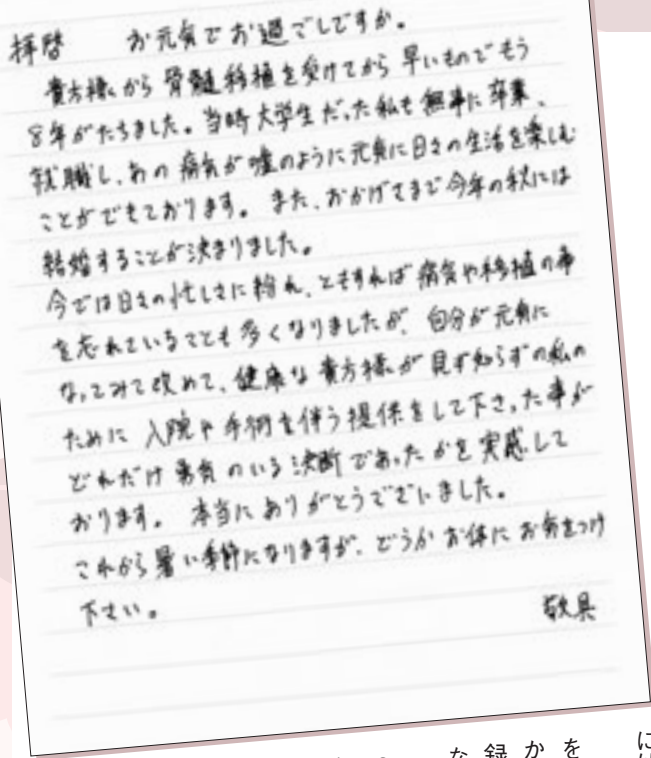 拝啓　お元気でお過ごしですか。
貴方様から骨髄移植を受けてから早いものでもう
8年がたちました。当時大学生だった私も無事に卒業、
就職し、あの病気が嘘のように元気に日々の生活を楽しむ
ことができております。また、おかげさまで今年の秋には
結婚することが決まりました。
今では日々の忙しさに紛れ、ともすれば病気や移植の事
を忘れていることも多くなりましたが、自分が元気に
なってみて改めて、健康な貴方様が見ず知らずの私の
ために入院や手術を伴う提供をして下さった事が
どれだけ勇気のいる決断であったかを実感して
おります。本当にありがとうございました。
これから暑い季節になりますが、どうかお体にお気をつけ
下さい。
敬具
に
を
か
録
な